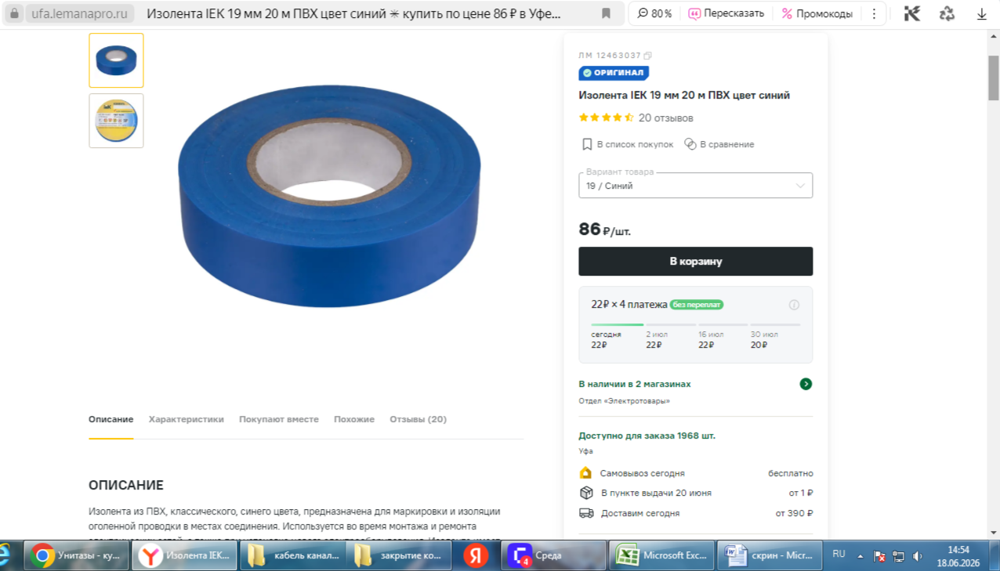 ufa.lemanapro.ru Изолента IEK 19 мм 20 м ПВХ цвет синий ✳ купить по цене 86 ₽ в Уфе... 80 % Пересказать Промокоды
ЛМ 12463037
ОРИГИНАЛ
Изолента IEK 19 мм 20 м ПВХ цвет синий
20 отзывов
В список покупок В сравнение
Вариант товара
19 / Синий
86 ₽/шт.
В корзину
22₽ × 4 платежа без переплат
сегодня 2 июл 16 июл 30 июл
22₽ 22₽ 22₽ 20₽
В наличии в 2 магазинах
Отдел «Электротовары»
Доступно для заказа 1968 шт.
Уфа
Самовывоз сегодня бесплатно
В пункте выдачи 20 июня от 1 ₽
Доставим сегодня от 390 ₽
Описание Характеристики Покупают вместе Похожие Отзывы (20)
ОПИСАНИЕ
Изолента из ПВХ, классического, синего цвета, предназначена для маркировки и изоляции
оголенной проводки в местах соединения. Используется во время монтажа и ремонта
Унитазы - ку... Изолента IEK... кабель канал... закрытие ко... Я 4 Среда Microsoft Exc... скрин - Micr... RU 14:54
18.06.2026